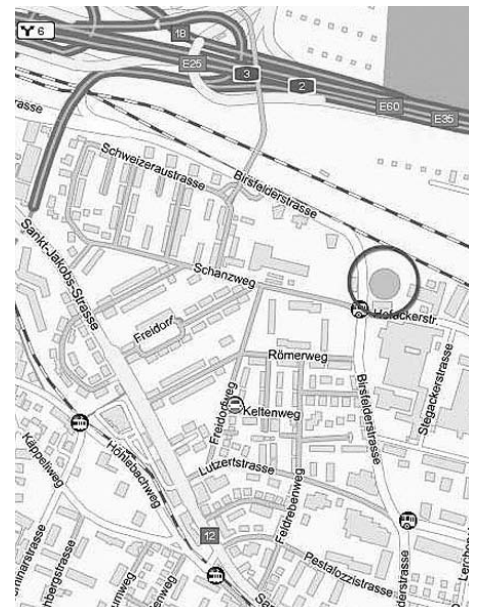 6
18
E25
3
2
E60
E35
Schweizeraustrasse
Birsfelderstrasse
Sankt-Jakobs-Strasse
Schanzweg
Hofackerstr
Freidorf
Römerweg
Birsfelderstrasse
Stegackerstrasse
Freidorfweg
Keltenweg
Käppeliweg
Höhlebachweg
Lutzertstrasse
Feldrebenweg
12
Pestalozzistrasse